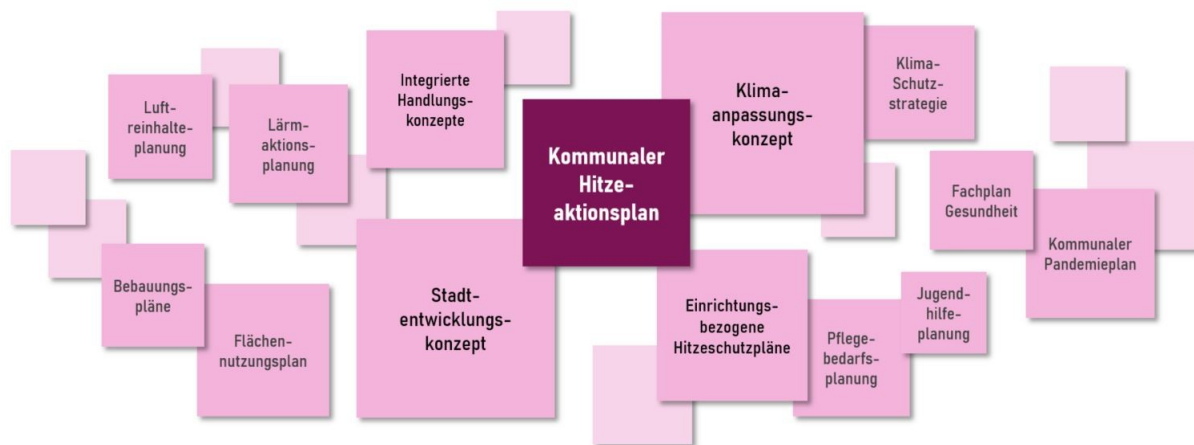 Luft-
reinhalte-
planung
Lärm-
aktions-
planung
Integrierte
Handlungs-
konzepte
Kommunaler
Hitze-
aktionsplan
Klima-
anpassungs-
konzept
Klima-
Schutz-
strategie
Fachplan
Gesundheit
Kommunaler
Pandemieplan
Bebauungs-
pläne
Flächen-
nutzungsplan
Stadt-
entwicklungs-
konzept
Einrichtungs-
bezogene
Hitzeschutzpläne
Pflege-
bedarfs-
planung
Jugend-
hilfe-
planung